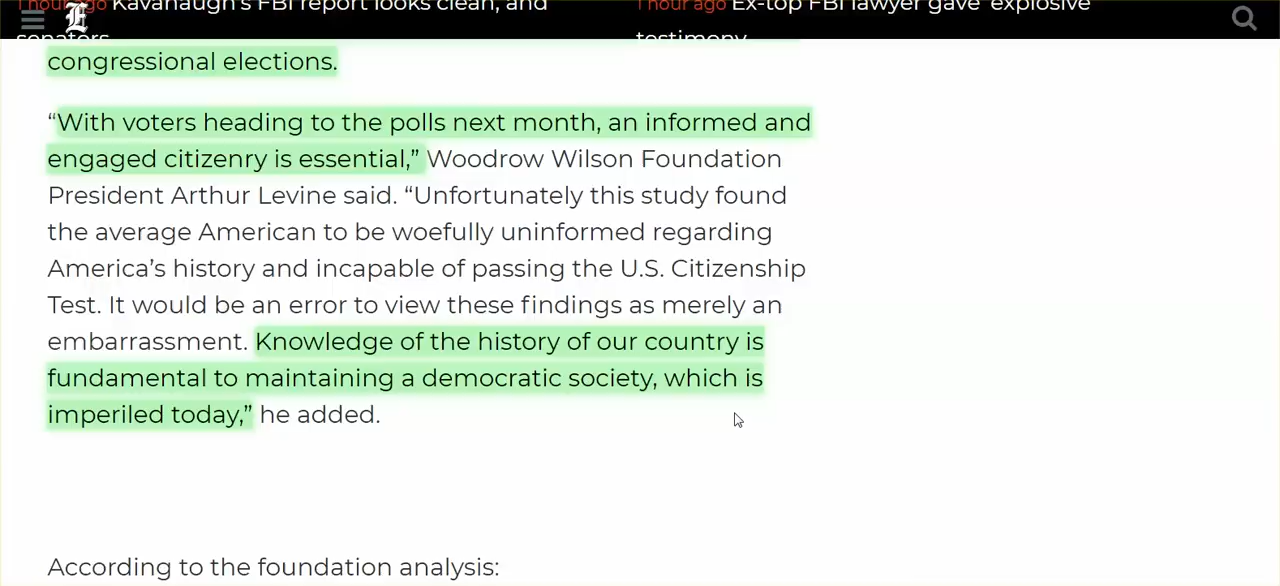 1 hour ago Kavanaugh's FBI report looks clean, and
senators
1 hour ago Ex-top FBI lawyer gave 'explosive
testimony
E
congressional elections.
“With voters heading to the polls next month, an informed and
engaged citizenry is essential,” Woodrow Wilson Foundation
President Arthur Levine said. “Unfortunately this study found
the average American to be woefully uninformed regarding
America’s history and incapable of passing the U.S. Citizenship
Test. It would be an error to view these findings as merely an
embarrassment. Knowledge of the history of our country is
fundamental to maintaining a democratic society, which is
imperiled today,” he added.
According to the foundation analysis: